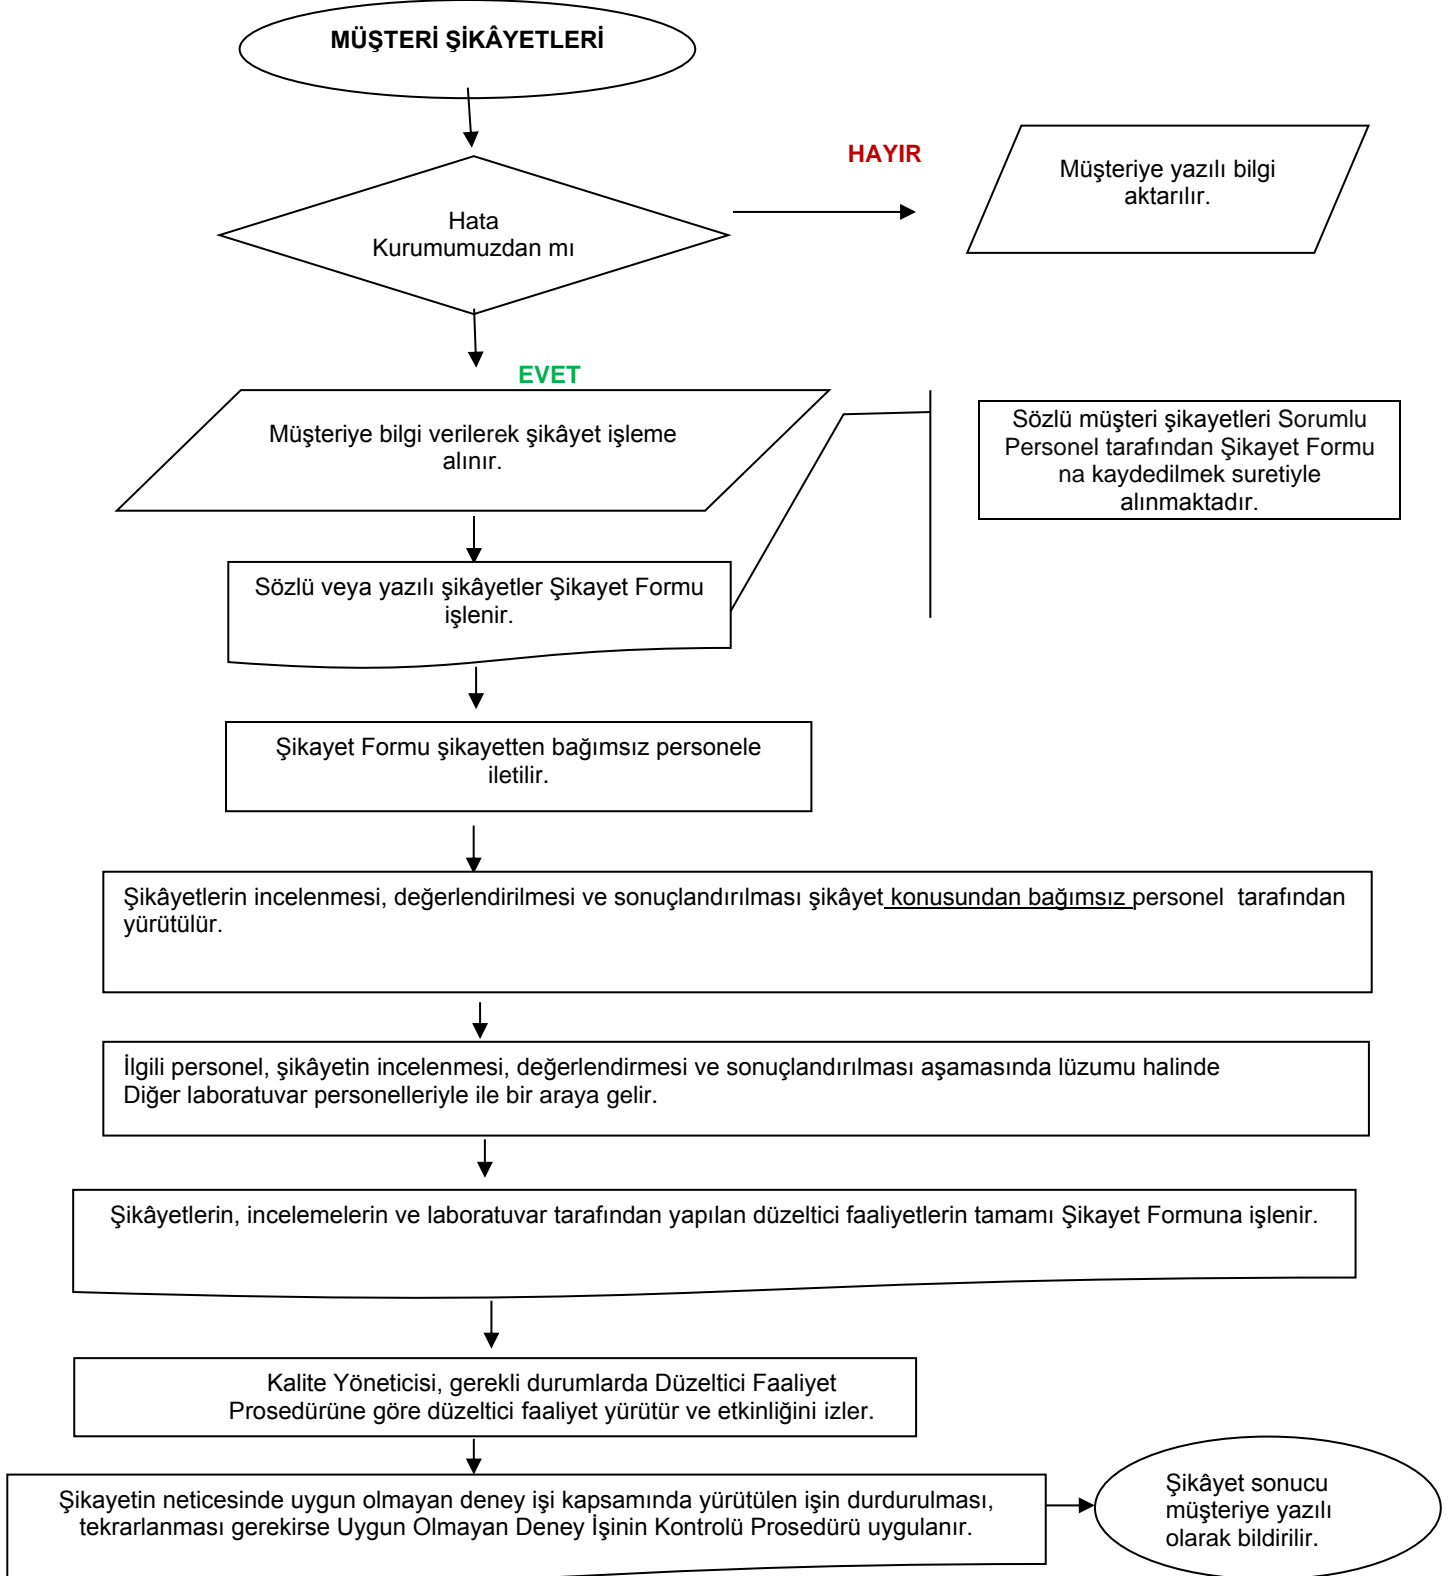 MÜŞTERİ ŞİKÂYETLERİ
HAYIR
Müşteriye yazılı bilgi
aktarılır.
Hata
Kurumumuzdan mı
EVET
Müşteriye bilgi verilerek şikâyet işleme
alınır.
Sözlü müşteri şikayetleri Sorumlu
Personel tarafından Şikayet Formu
na kaydedilmek suretiyle
alınmaktadır.
Sözlü veya yazılı şikâyetler Şikayet Formu
işlenir.
Şikayet Formu şikayetten bağımsız personele
iletilir.
Şikâyetlerin incelenmesi, değerlendirilmesi ve sonuçlandırılması şikâyet konusundan bağımsız personel  tarafından
yürütülür.
İlgili personel, şikâyetin incelenmesi, değerlendirmesi ve sonuçlandırılması aşamasında lüzumu halinde
Diğer laboratuvar personelleriyle ile bir araya gelir.
Şikâyetlerin, incelemelerin ve laboratuvar tarafından yapılan düzeltici faaliyetlerin tamamı Şikayet Formuna işlenir.
Kalite Yöneticisi, gerekli durumlarda Düzeltici Faaliyet
Prosedürüne göre düzeltici faaliyet yürütür ve etkinliğini izler.
Şikayetin neticesinde uygun olmayan deney işi kapsamında yürütülen işin durdurulması,
tekrarlanması gerekirse Uygun Olmayan Deney İşinin Kontrolü Prosedürü uygulanır.
Şikâyet sonucu
müşteriye yazılı
olarak bildirilir.